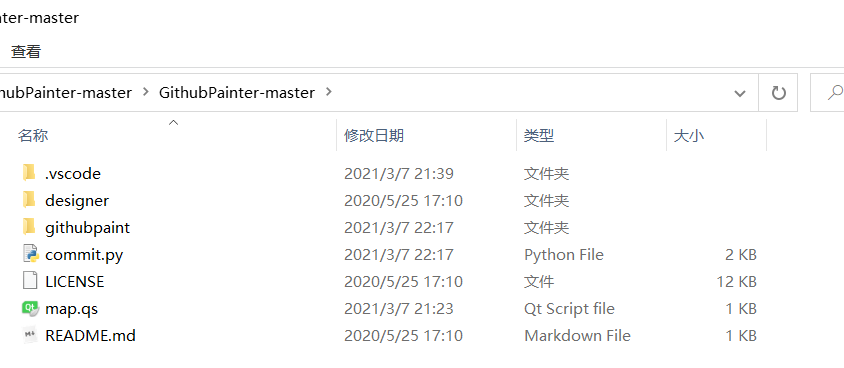 nter-master
查看
hubPainter-master > GithubPainter-master >
名称 修改日期 类型 大小
.vscode 2021/3/7 21:39 文件夹
designer 2020/5/25 17:10 文件夹
githubpaint 2021/3/7 22:17 文件夹
commit.py 2021/3/7 22:17 Python File 2 KB
LICENSE 2020/5/25 17:10 文件 12 KB
map.qs 2021/3/7 21:23 Qt Script file 1 KB
README.md 2020/5/25 17:10 Markdown File 1 KB